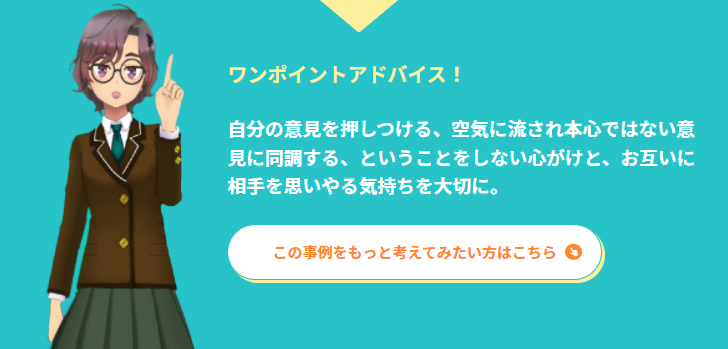 ワンポイントアドバイス！
自分の意見を押しつける、空気に流され本心ではない意
見に同調する、ということをしない心がけと、お互いに
相手を思いやる気持ちを大切に。
この事例をもっと考えてみたい方はこちら